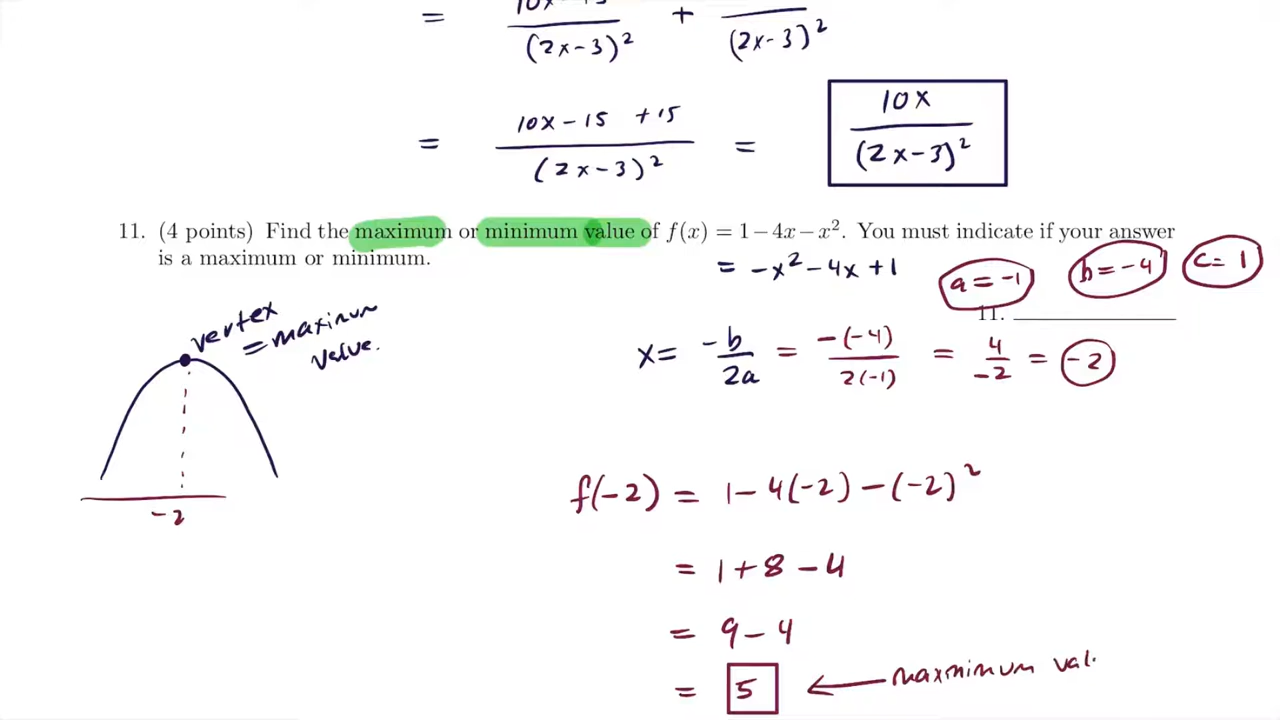 = 10x-15 / (2x-3)² + / (2x-3)²
= 10x-15 +15 / (2x-3)² = 10x / (2x-3)²
11. (4 points) Find the maximum or minimum value of f(x) = 1-4x-x². You must indicate if your answer
is a maximum or minimum.
= -x²-4x+1 a=-1 b=-4 c=1
11.
vertex
= maximum
value.
x= -b/2a = -(-4)/2(-1) = 4/-2 = -2
-2
f(-2) = 1-4(-2)-(-2)²
= 1+8-4
= 9-4
= 5 ← maxmimum val.